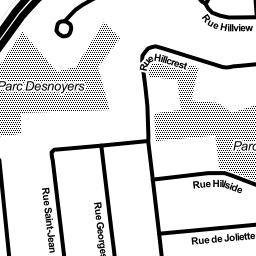 Rue Hillview
Rue Hillcrest
Parc Desnoyers
Parc
Rue Hillside
Rue Saint-Jean
Rue Georges
Rue de Joliette